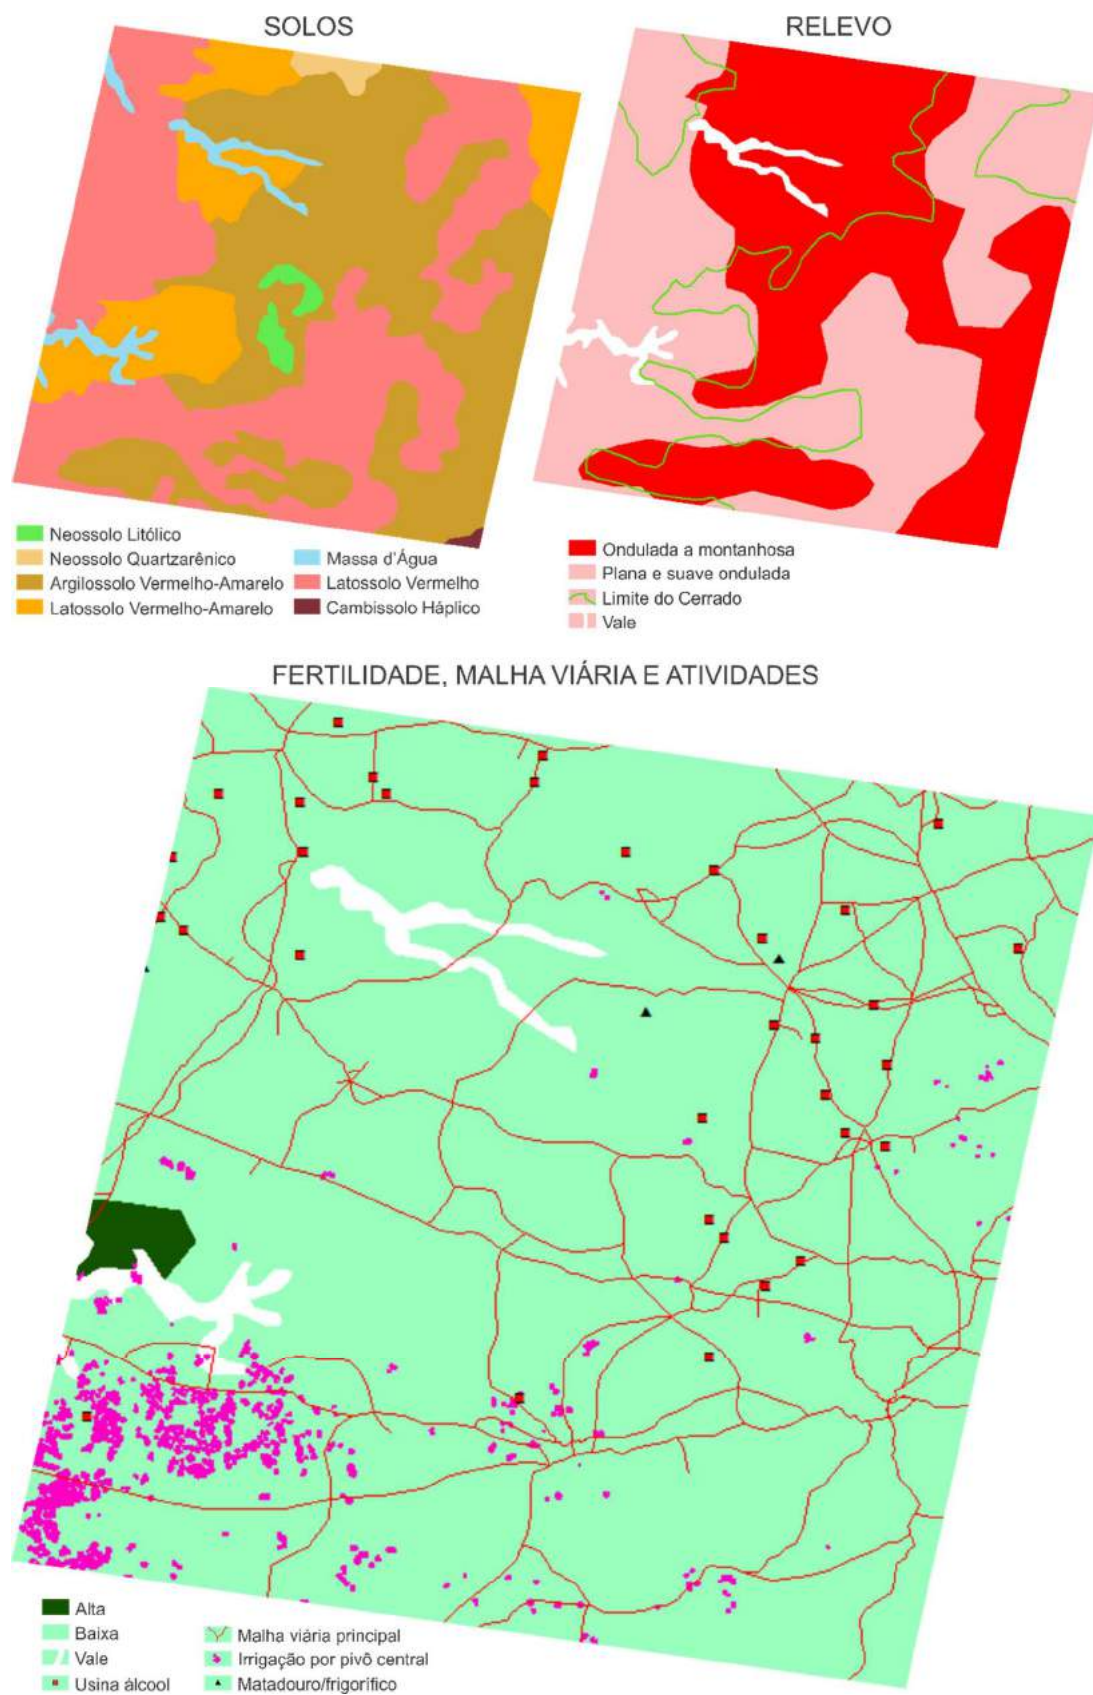 SOLOS
RELEVO
Neossolo Litólico
Neossolo Quartzarênico
Argilossolo Vermelho-Amarelo
Latossolo Vermelho-Amarelo
Massa d'Água
Latossolo Vermelho
Cambissolo Háplico
Ondulada a montanhosa
Plana e suave ondulada
Limite do Cerrado
Vale
FERTILIDADE, MALHA VIÁRIA E ATIVIDADES
Alta
Baixa
Vale
Usina álcool
Malha viária principal
Irrigação por pivô central
Matadouro/frigorífico